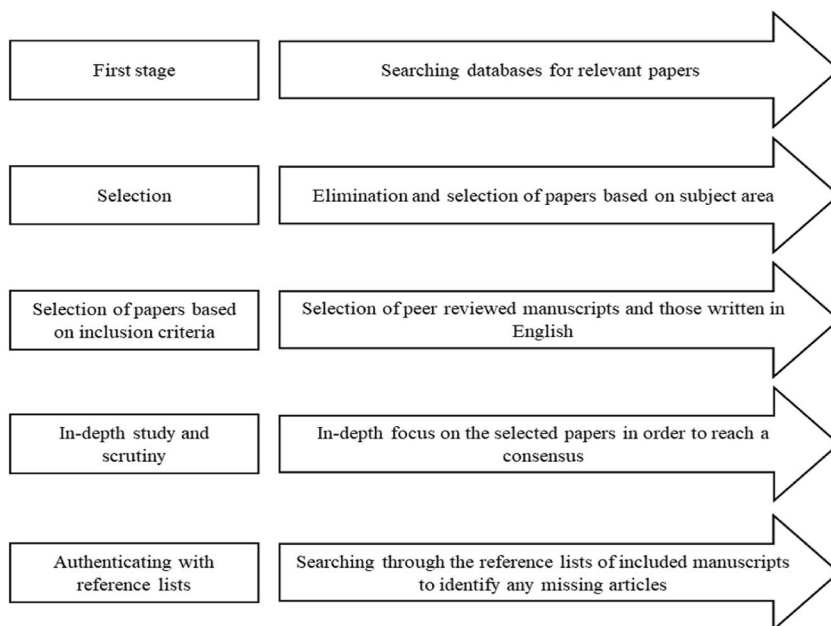 First stage
Searching databases for relevant papers
Selection
Elimination and selection of papers based on subject area
Selection of papers based
on inclusion criteria
Selection of peer reviewed manuscripts and those written in
English
In-depth study and
scrutiny
In-depth focus on the selected papers in order to reach a
consensus
Authenticating with
reference lists
Searching through the reference lists of included manuscripts
to identify any missing articles